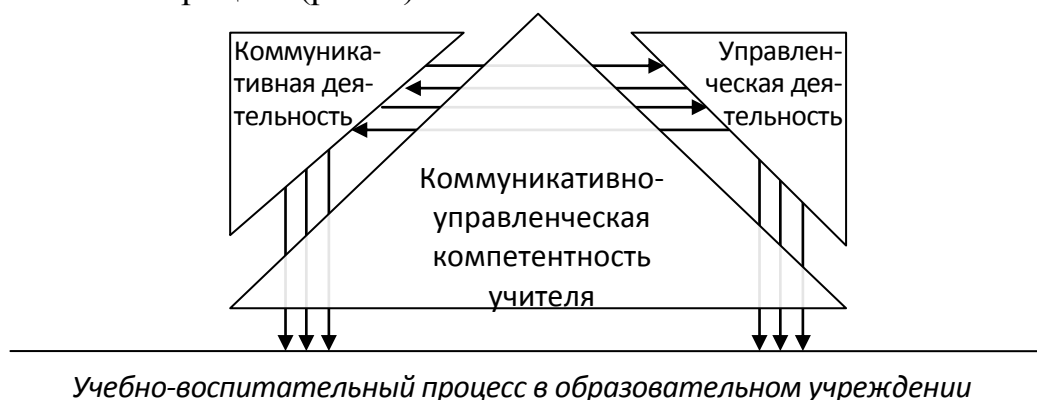 Коммуника-
тивная дея-
тельность
Управлен-
ческая дея-
тельность
Коммуникативно-
управленческая
компетентность
учителя
Учебно-воспитательный процесс в образовательном учреждении